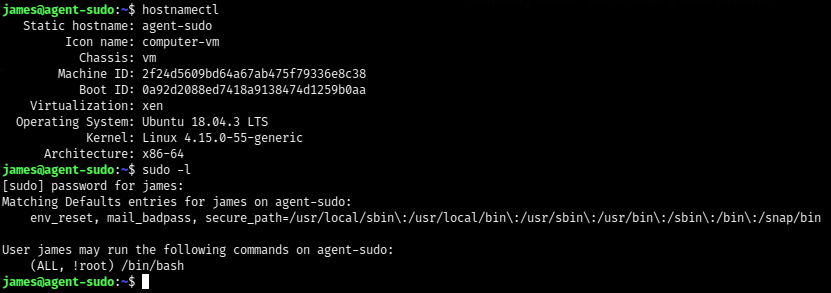 james@agent-sudo:~$ hostnamectl
   Static hostname: agent-sudo
         Icon name: computer-vm
           Chassis: vm
        Machine ID: 2f24d5609bd64a67ab475f79336e8c38
           Boot ID: 0a92d2088ed7418a9138474d1259b0aa
    Virtualization: xen
  Operating System: Ubuntu 18.04.3 LTS
            Kernel: Linux 4.15.0-55-generic
      Architecture: x86-64
james@agent-sudo:~$ sudo -l
[sudo] password for james:
Matching Defaults entries for james on agent-sudo:
    env_reset, mail_badpass, secure_path=/usr/local/sbin\:/usr/local/bin\:/usr/sbin\:/usr/bin\:/sbin\:/bin\:/snap/bin

User james may run the following commands on agent-sudo:
    (ALL, !root) /bin/bash
james@agent-sudo:~$